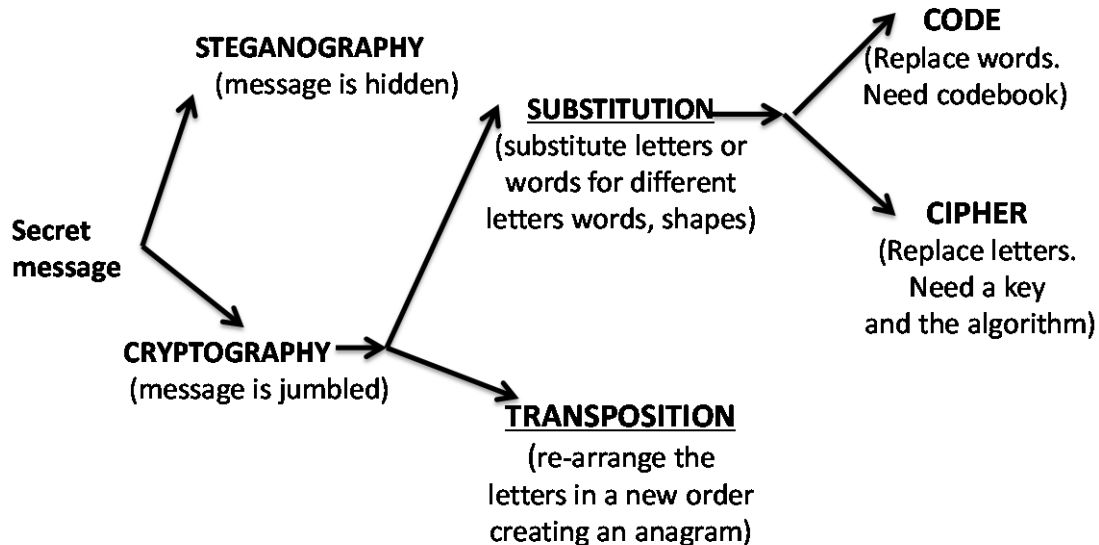 STEGANOGRAPHY
(message is hidden)
Secret
message
CRYPTOGRAPHY
(message is jumbled)
SUBSTITUTION
(substitute letters or
words for different
letters words, shapes)
TRANSPOSITION
(re-arrange the
letters in a new order
creating an anagram)
CODE
(Replace words.
Need codebook)
CIPHER
(Replace letters.
Need a key
and the algorithm)